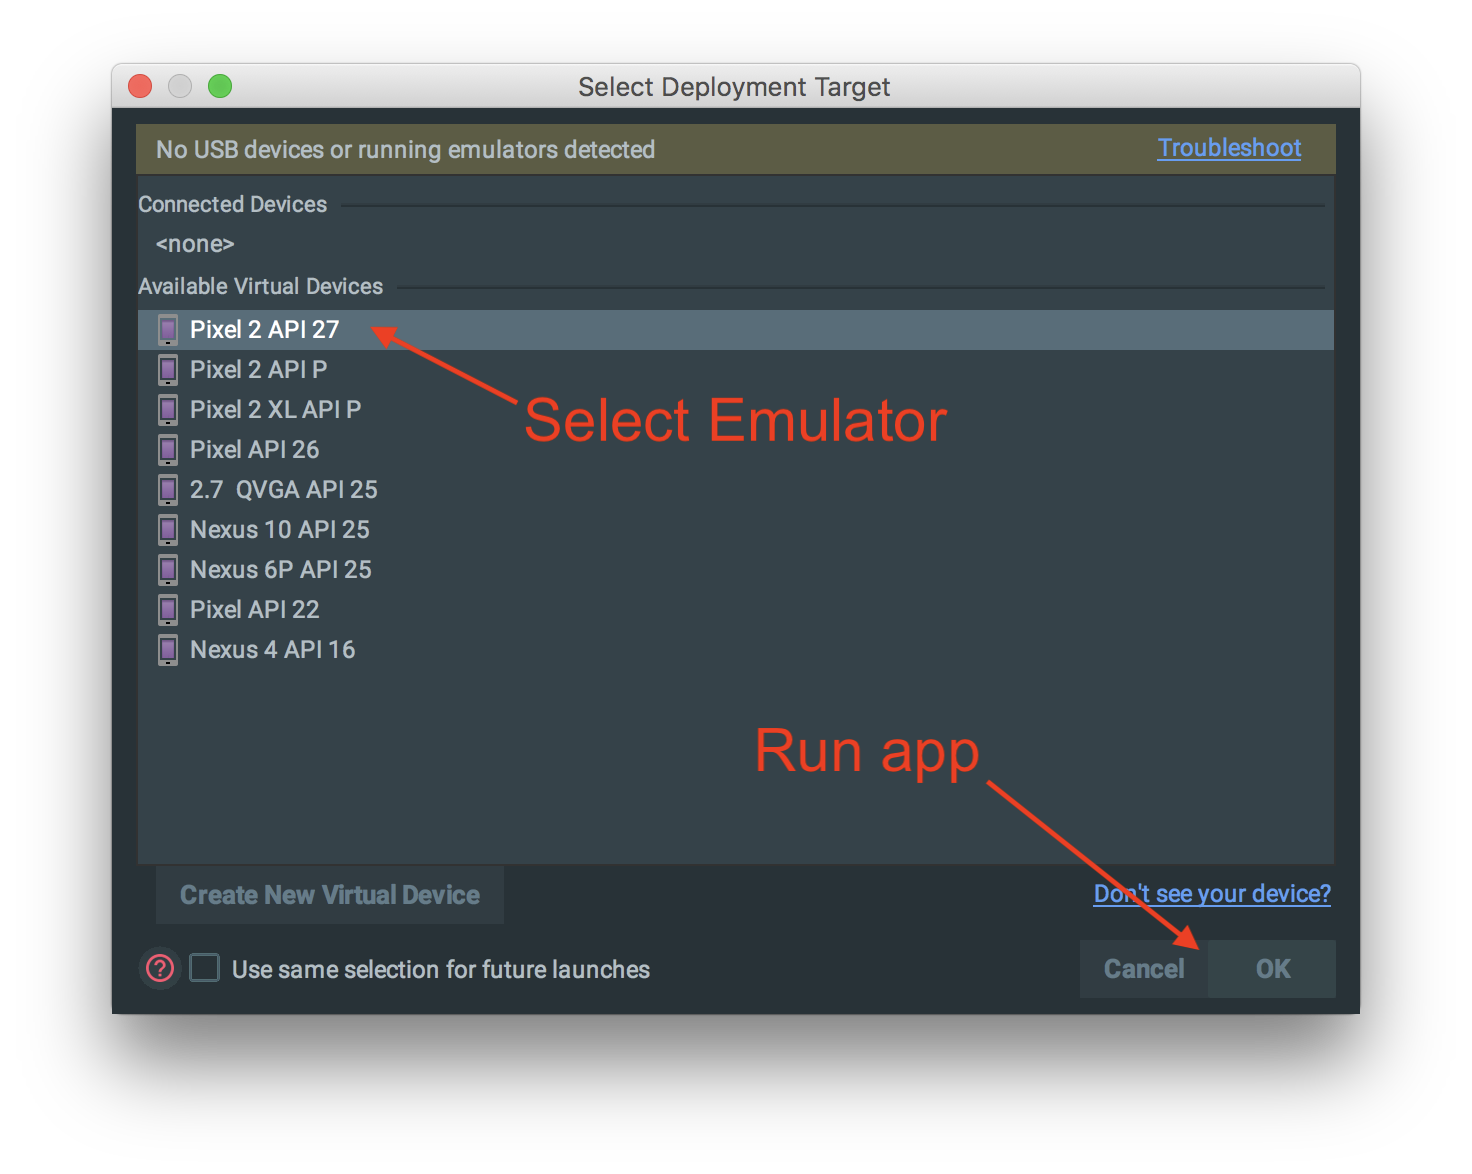 Select Deployment Target
No USB devices or running emulators detected
Troubleshoot
Connected Devices
<none>
Available Virtual Devices
Pixel 2 API 27
Pixel 2 API P
Select Emulator
Pixel 2 XL API P
Pixel API 26
2.7  QVGA API 25
Nexus 10 API 25
Nexus 6P API 25
Pixel API 22
Nexus 4 API 16
Run app
Create New Virtual Device
Don't see your device?
?
Use same selection for future launches
Cancel
OK